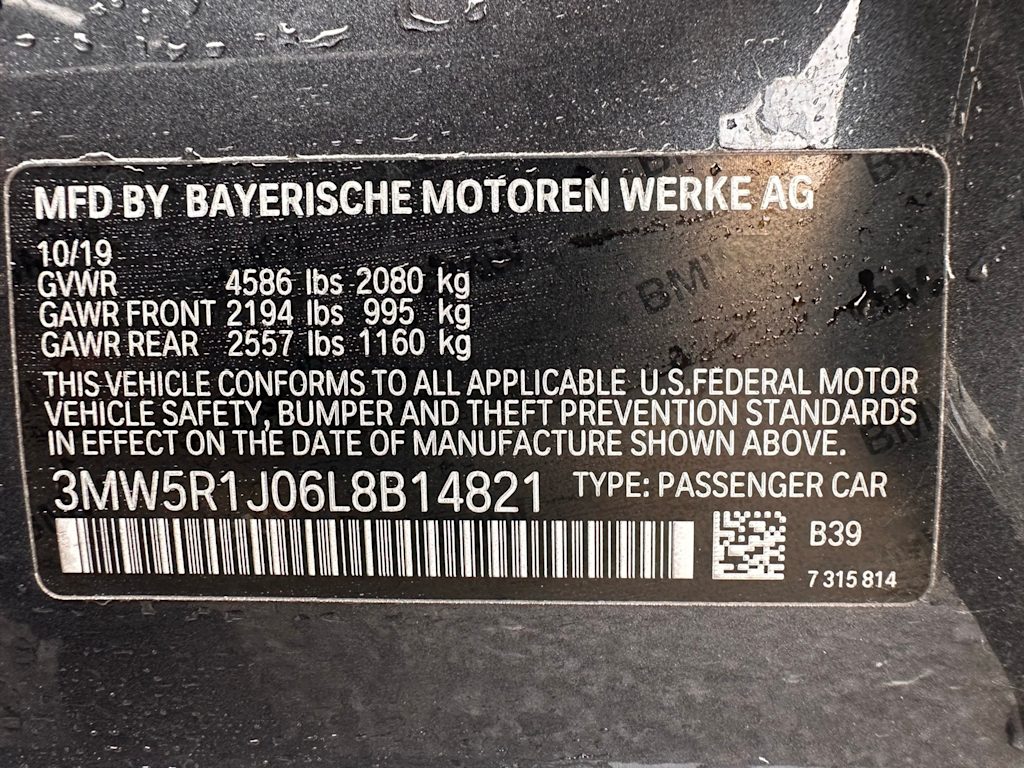 MFD BY BAYERISCHE MOTOREN WERKE AG
10/19
GVWR 4586 lbs 2080 kg
GAWR FRONT 2194 lbs 995 kg
GAWR REAR 2557 lbs 1160 kg
THIS VEHICLE CONFORMS TO ALL APPLICABLE U.S.FEDERAL MOTOR
VEHICLE SAFETY, BUMPER AND THEFT PREVENTION STANDARDS
IN EFFECT ON THE DATE OF MANUFACTURE SHOWN ABOVE.
3MW5R1J06L8B14821 TYPE: PASSENGER CAR
B39
7 315 814